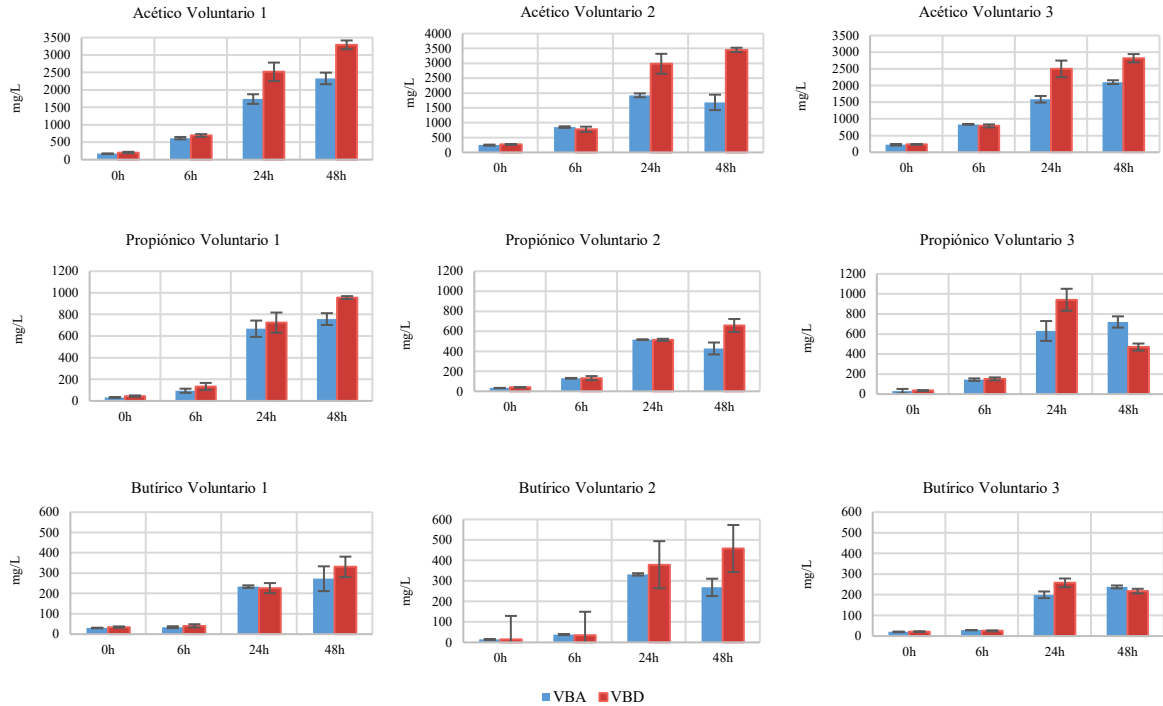 Acético Voluntario 1
mg/L
3500
3000
2500
2000
1500
1000
500
0
0h 6h 24h 48h
Acético Voluntario 2
mg/L
4000
3500
3000
2500
2000
1500
1000
500
0
0h 6h 24h 48h
Acético Voluntario 3
mg/L
3500
3000
2500
2000
1500
1000
500
0
0h 6h 24h 48h
Propiónico Voluntario 1
mg/L
1200
1000
800
600
400
200
0
0h 6h 24h 48h
Propiónico Voluntario 2
mg/L
1200
1000
800
600
400
200
0
0h 6h 24h 48h
Propiónico Voluntario 3
mg/L
1200
1000
800
600
400
200
0
0h 6h 24h 48h
Butírico Voluntario 1
mg/L
600
500
400
300
200
100
0
0h 6h 24h 48h
Butírico Voluntario 2
mg/L
600
500
400
300
200
100
0
0h 6h 24h 48h
Butírico Voluntario 3
mg/L
600
500
400
300
200
100
0
0h 6h 24h 48h
VBA VBD